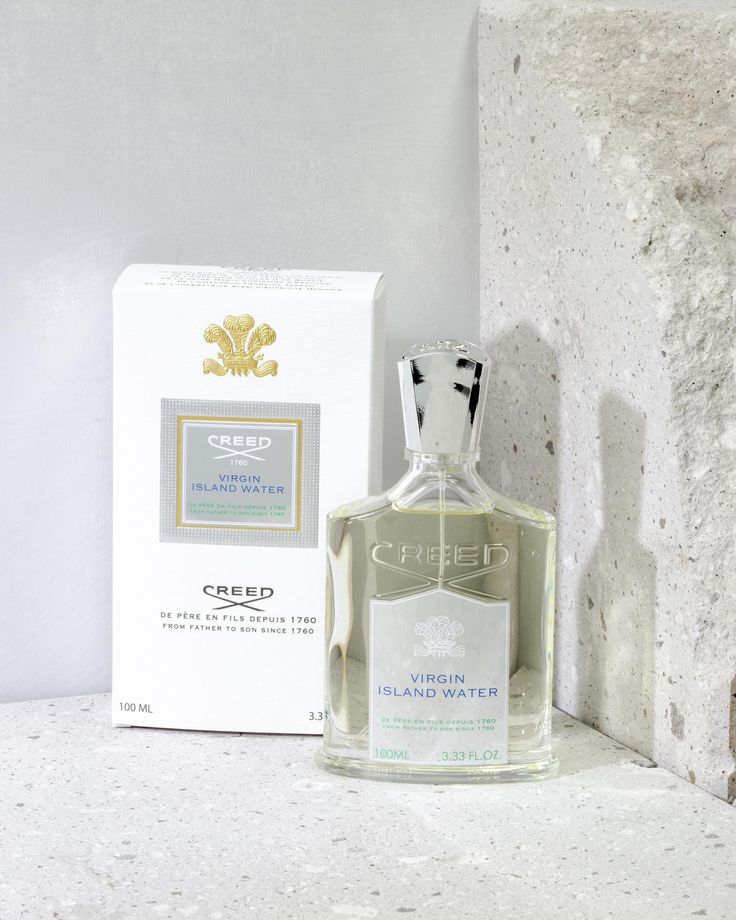 CREED
1760
VIRGIN
ISLAND WATER
DE PÈRE EN FILS DEPUIS 1760
FROM FATHER TO SON SINCE 1760
CREED
DE PÈRE EN FILS DEPUIS 1760
FROM FATHER TO SON SINCE 1760
100 ML
3.3
CREED
VIRGIN
ISLAND WATER
DE PÈRE EN FILS DEPUIS 1760
FROM FATHER TO SON SINCE 1760
100ML 3.33 FL.OZ.